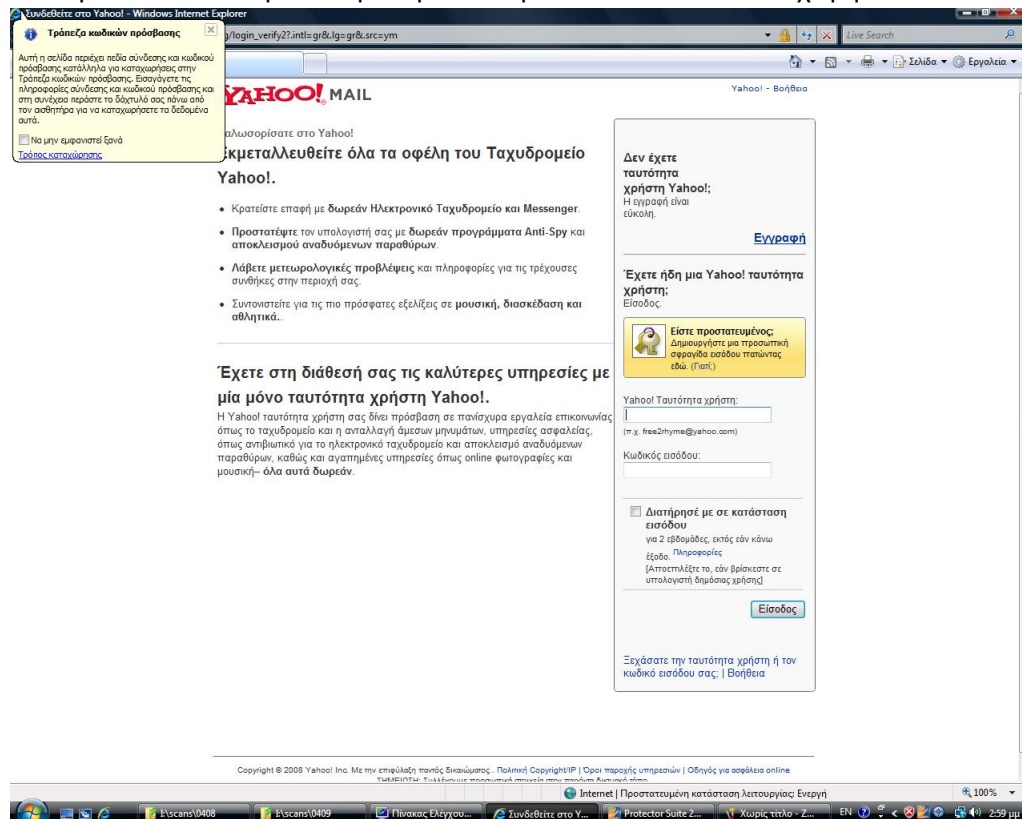 Συνδεθείτε στο Yahoo! - Windows Internet Explorer
g/login_verify2?.intl=gr&.lg=gr&.src=ym
Live Search
Τράπεζα κωδικών πρόσβασης
Αυτή η σελίδα περιέχει πεδία σύνδεσης και κωδικού
πρόσβασης κατάλληλα για καταχωρήσεις στην
Τράπεζα κωδικών πρόσβασης. Εισαγάγετε τις
πληροφορίες σύνδεσης και κωδικού πρόσβασης και
στη συνέχεια περάστε το δάχτυλό σας πάνω από
τον αισθητήρα για να καταχωρήσετε τα δεδομένα
αυτά.
Να μην εμφανιστεί ξανά
Τρόπος καταχώρησης
Σελίδα
Εργαλεία
YAHOO! MAIL
Yahoo! - Βοήθεια
αλωσορίσατε στο Yahoo!
Εκμεταλλευθείτε όλα τα οφέλη του Ταχυδρομείο
Yahoo!.
• Κρατείστε επαφή με δωρεάν Ηλεκτρονικό Ταχυδρομείο και Messenger.
• Προστατέψτε τον υπολογιστή σας με δωρεάν προγράμματα Anti-Spy και
αποκλεισμού αναδυόμενων παραθύρων.
• Λάβετε μετεωρολογικές προβλέψεις και πληροφορίες για τις τρέχουσες
συνθήκες στην περιοχή σας.
• Συντονιστείτε για τις πιο πρόσφατες εξελίξεις σε μουσική, διασκέδαση και
αθλητικά..
Έχετε στη διάθεσή σας τις καλύτερες υπηρεσίες με
μία μόνο ταυτότητα χρήστη Yahoo!.
Η Yahoo! ταυτότητα χρήστη σας δίνει πρόσβαση σε πανίσχυρα εργαλεία επικοινωνίας
όπως το ταχυδρομείο και η ανταλλαγή άμεσων μηνυμάτων, υπηρεσίες ασφαλείας,
όπως αντιβιωτικό για το ηλεκτρονικό ταχυδρομείο και αποκλεισμό αναδυόμενων
παραθύρων, καθώς και αγαπημένες υπηρεσίες όπως online φωτογραφίες και
μουσική– όλα αυτά δωρεάν.
Δεν έχετε
ταυτότητα
χρήστη Yahoo!;
Η εγγραφή είναι
εύκολη.
Εγγραφή
Έχετε ήδη μια Yahoo! ταυτότητα
χρήστη;
Είσοδος.
Είστε προστατευμένος;
Δημιουργήστε μια προσωπική
σφραγίδα εισόδου πατώντας
εδώ. (Γιατί;)
Yahoo! Ταυτότητα χρήστη:
(π.χ. free2rhyme@yahoo.com)
Κωδικός εισόδου:
Διατήρησέ με σε κατάσταση
εισόδου
για 2 εβδομάδες, εκτός εάν κάνω
έξοδο. Πληροφορίες
[Αποεπιλέξτε το, εάν βρίσκεστε σε
υπολογιστή δημόσιας χρήσης]
Είσοδος
Ξεχάσατε την ταυτότητα χρήστη ή τον
κωδικό εισόδου σας; | Βοήθεια
Copyright © 2008 Yahoo! Inc. Με την επιφύλαξη παντός δικαιώματος.. Πολιτική Copyright/IP | Όροι παροχής υπηρεσιών | Οδηγός για ασφάλεια online
Internet | Προστατευμένη κατάσταση λειτουργίας: Ενεργή
100%
I:\scans\0408
I:\scans\0409
Πίνακας Ελέγχου...
Συνδεθείτε στο Y...
Protector Suite 2...
Χωρίς τίτλο - Ζ...
EN
2:59 μμ